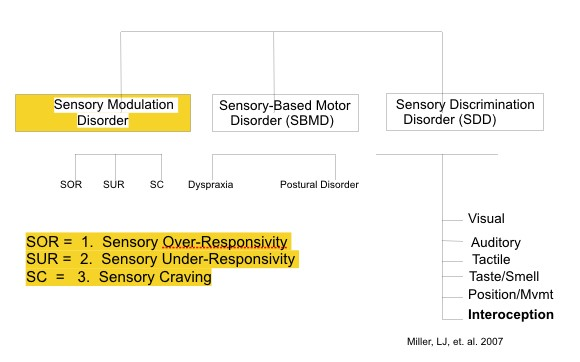 Sensory Modulation
Disorder
Sensory-Based Motor
Disorder (SBMD)
Sensory Discrimination
Disorder (SDD)
SOR
SUR
SC
Dyspraxia
Postural Disorder
SOR = 1. Sensory Over-Responsivity
SUR = 2. Sensory Under-Responsivity
SC = 3. Sensory Craving
Visual
Auditory
Tactile
Taste/Smell
Position/Mvmt
Interoception
Miller, LJ, et. al. 2007